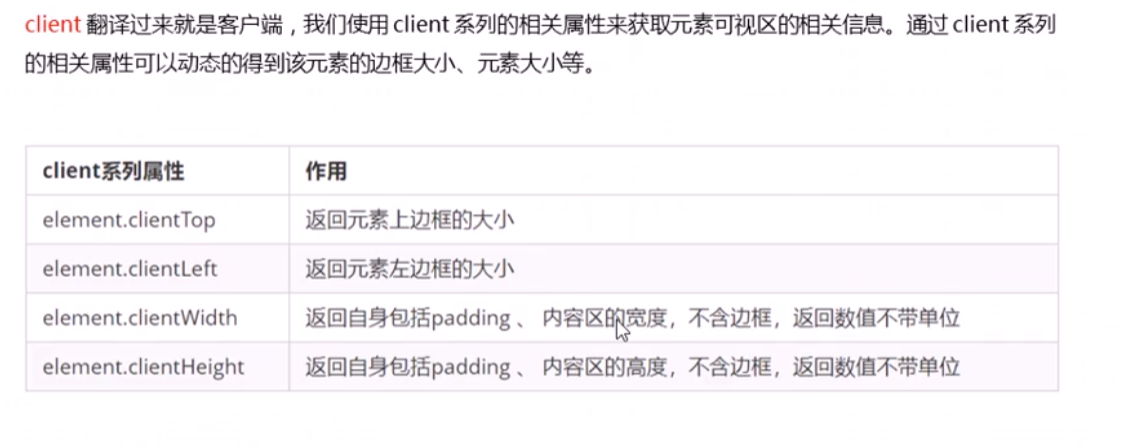 client 翻译过来就是客户端，我们使用 client 系列的相关属性来获取元素可视区的相关信息。通过 client 系列
的相关属性可以动态的得到该元素的边框大小、元素大小等。
client系列属性 作用
element.clientTop 返回元素上边框的大小
element.clientLeft 返回元素左边框的大小
element.clientWidth 返回自身包括padding 、 内容区的宽度，不含边框，返回数值不带单位
element.clientHeight 返回自身包括padding 、 内容区的高度，不含边框，返回数值不带单位